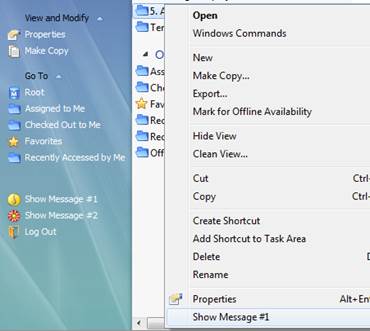 View and Modify
Properties
Make Copy
Go To
Root
Assigned to Me
Checked Out to Me
Favorites
Recently Accessed by Me
Show Message #1
Show Message #2
Log Out
5. A
Ter
O
Ass
Che
Fav
Rec
Rec
Off
Open
Windows Commands
New
Make Copy...
Export...
Mark for Offline Availability
Hide View
Clean View...
Cut Ctrl-
Copy Ctrl-
Create Shortcut
Add Shortcut to Task Area
Delete D
Rename
Properties Alt+Ent
Show Message #1